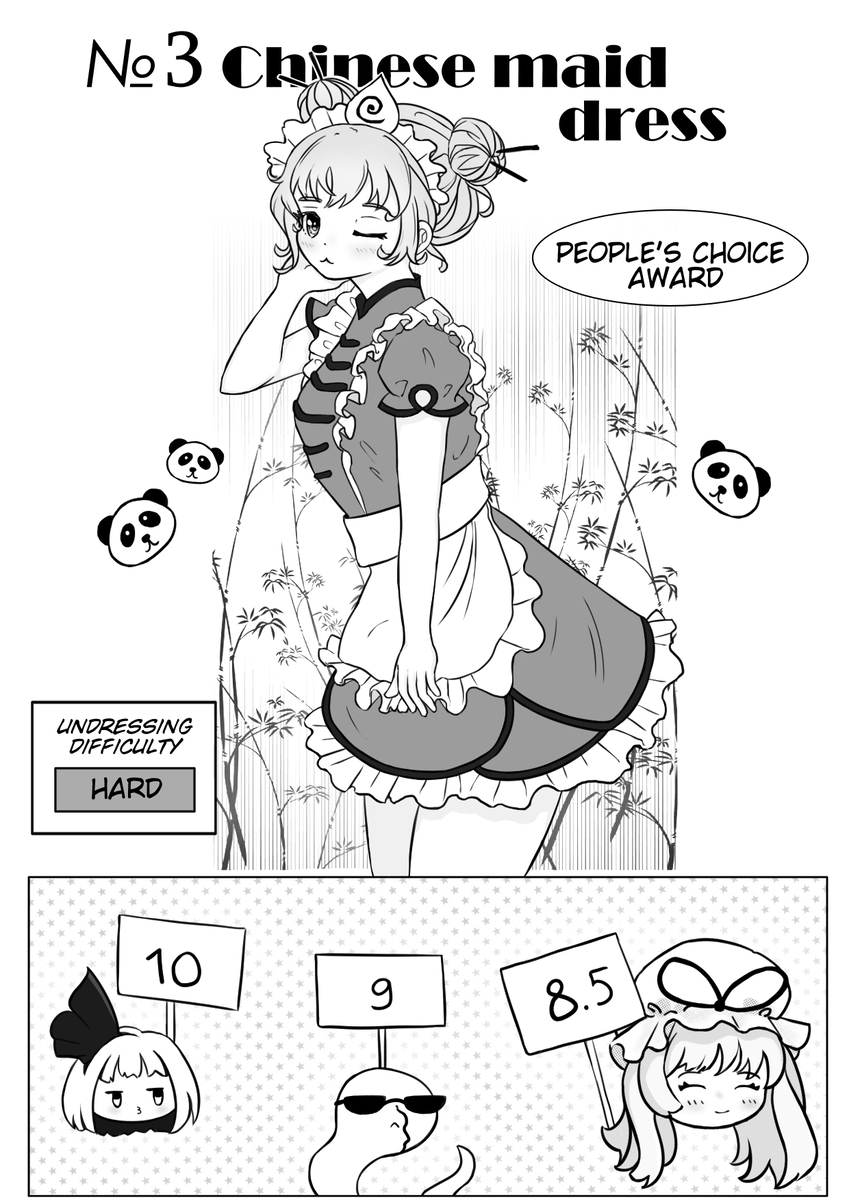 №3 Chinese maid
dress
PEOPLE'S CHOICE
AWARD
UNDRESSING
DIFFICULTY
HARD
10
9
8.5